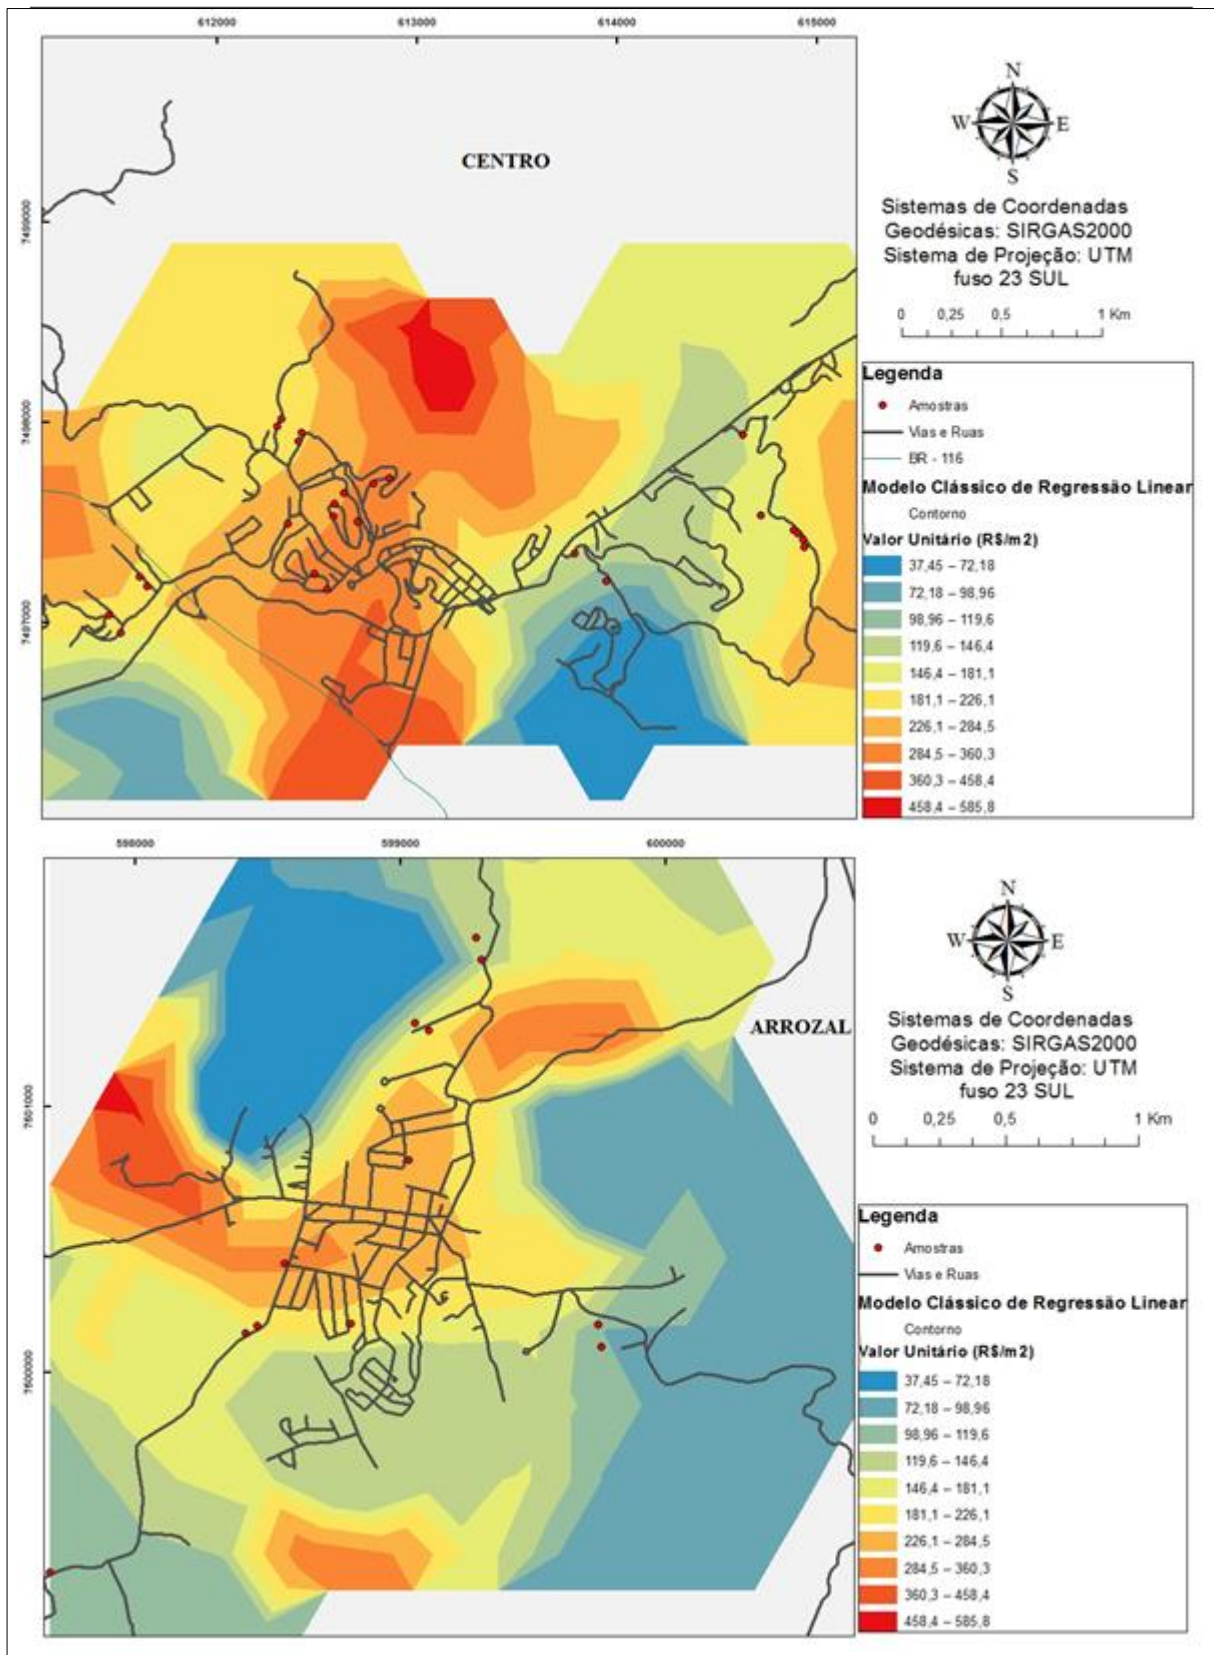 612000 613000 614000 615000
7499000
7498000
7497000
CENTRO
N
W E
S
Sistemas de Coordenadas
Geodésicas: SIRGAS2000
Sistema de Projeção: UTM
fuso 23 SUL
0 0,25 0,5 1 Km
Legenda
Amostras
Vias e Ruas
BR - 116
Modelo Clássico de Regressão Linear
Contorno
Valor Unitário (R$/m2)
37,45 – 72,18
72,18 – 98,96
98,96 – 119,6
119,6 – 146,4
146,4 – 181,1
181,1 – 226,1
226,1 – 284,5
284,5 – 360,3
360,3 – 458,4
458,4 – 585,8
598000 599000 600000
7501000
7500000
ARROZAL
N
W E
S
Sistemas de Coordenadas
Geodésicas: SIRGAS2000
Sistema de Projeção: UTM
fuso 23 SUL
0 0,25 0,5 1 Km
Legenda
Amostras
Vias e Ruas
Modelo Clássico de Regressão Linear
Contorno
Valor Unitário (R$/m2)
37,45 – 72,18
72,18 – 98,96
98,96 – 119,6
119,6 – 146,4
146,4 – 181,1
181,1 – 226,1
226,1 – 284,5
284,5 – 360,3
360,3 – 458,4
458,4 – 585,8